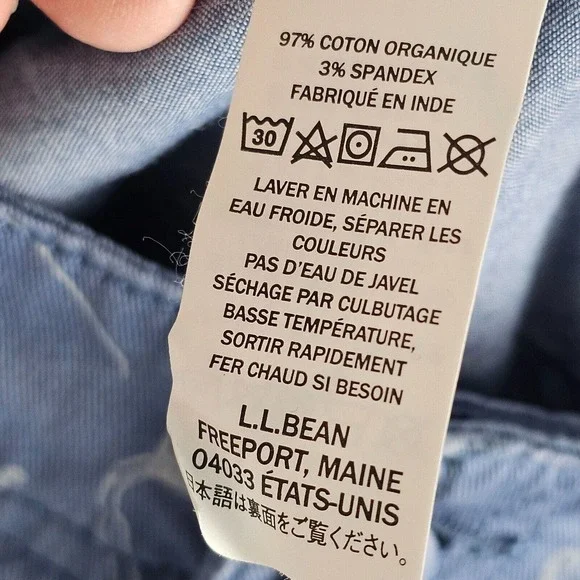 97% COTON ORGANIQUE
3% SPANDEX
FABRIQUÉ EN INDE
30
LAVER EN MACHINE EN
EAU FROIDE, SÉPARER LES
COULEURS
PAS D'EAU DE JAVEL
SÉCHAGE PAR CULBUTAGE
BASSE TEMPÉRATURE,
SORTIR RAPIDEMENT
FER CHAUD SI BESOIN
L.L.BEAN
FREEPORT, MAINE
04033 ÉTATS-UNIS
日本語は裏面をご覧ください。